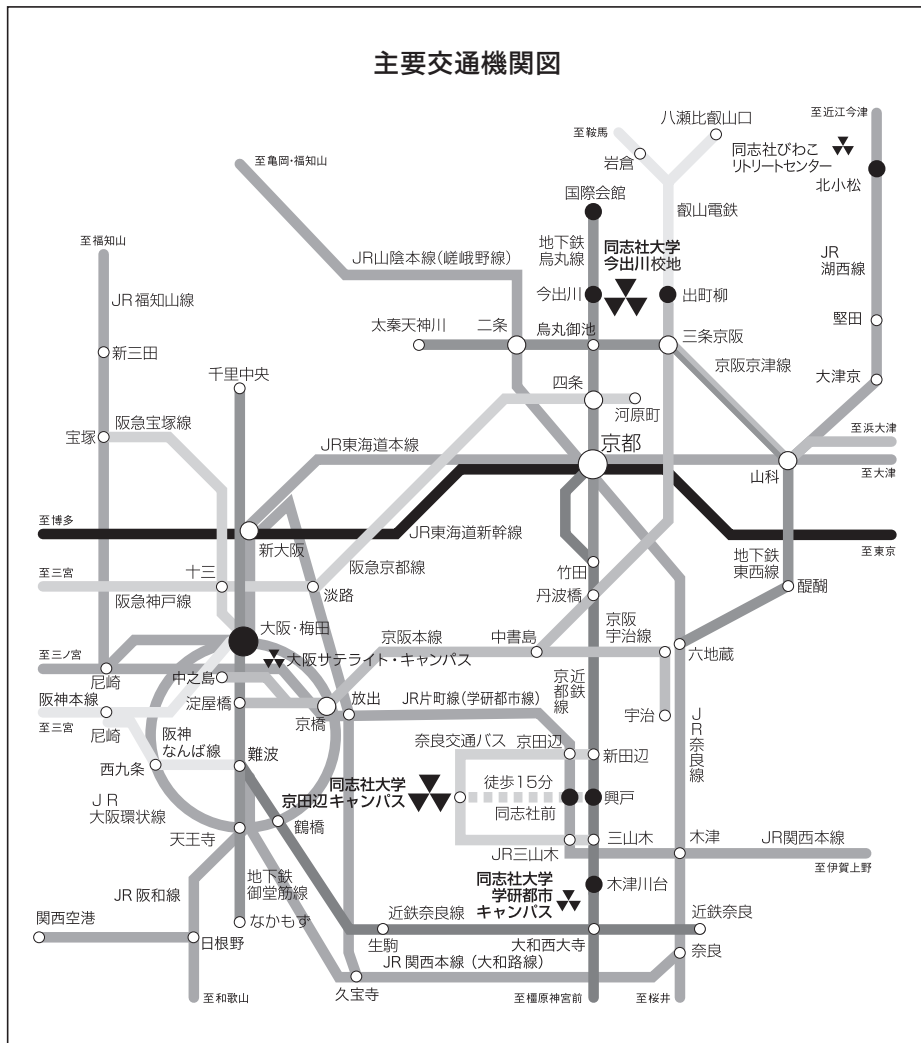 主要交通機関図
至近江今津
八瀬比叡山口
至鞍馬
同志社びわこ
リトリートセンター
岩倉
至亀岡・福知山
国際会館
北小松
叡山電鉄
地下鉄
烏丸線
同志社大学
今出川校地
至福知山
JR山陰本線(嵯峨野線)
JR
湖西線
JR福知山線
今出川
出町柳
太秦天神川
二条
烏丸御池
三条京阪
堅田
新三田
京阪京津線
千里中央
四条
大津京
河原町
阪急宝塚線
宝塚
JR東海道本線
京都
至浜大津
山科
至大津
至博多
新大阪
JR東海道新幹線
至東京
地下鉄
東西線
阪急京都線
竹田
至三宮
十三
阪急神戸線
淡路
丹波橋
醍醐
大阪・梅田
京阪本線
中書島
京阪
宇治線
大阪サテライト・キャンパス
六地蔵
至三ノ宮
尼崎
中之島
近鉄
京都線
阪神本線
淀屋橋
京橋
放出
JR片町線(学研都市線)
至三宮
尼崎
宇治
阪神
なんば線
難波
奈良交通バス
京田辺
新田辺
JR奈良線
西九条
同志社大学
京田辺キャンパス
徒歩15分
興戸
同志社前
JR
大阪環状線
鶴橋
天王寺
三山木
木津
JR関西本線
JR三山木
至伊賀上野
JR阪和線
地下鉄
御堂筋線
同志社大学
学研都市
キャンパス
木津川台
関西空港
なかもず
近鉄奈良線
近鉄奈良
日根野
生駒
大和西大寺
奈良
JR関西本線(大和路線)
至和歌山
久宝寺
至橿原神宮前
至桜井